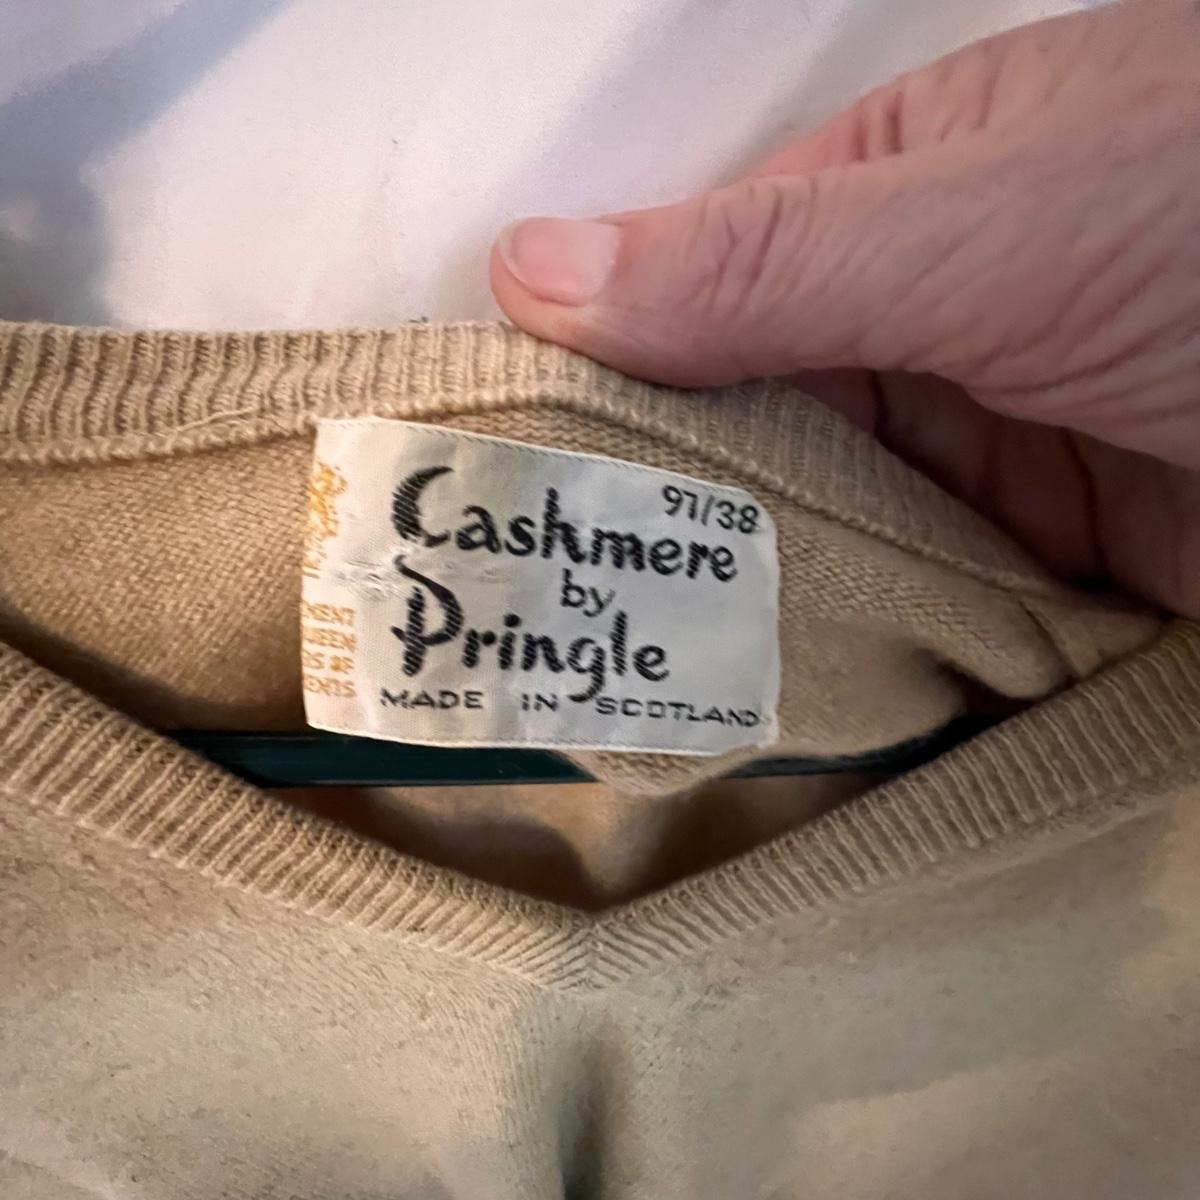 97/38
Cashmere
by
Pringle
MADE IN SCOTLAND